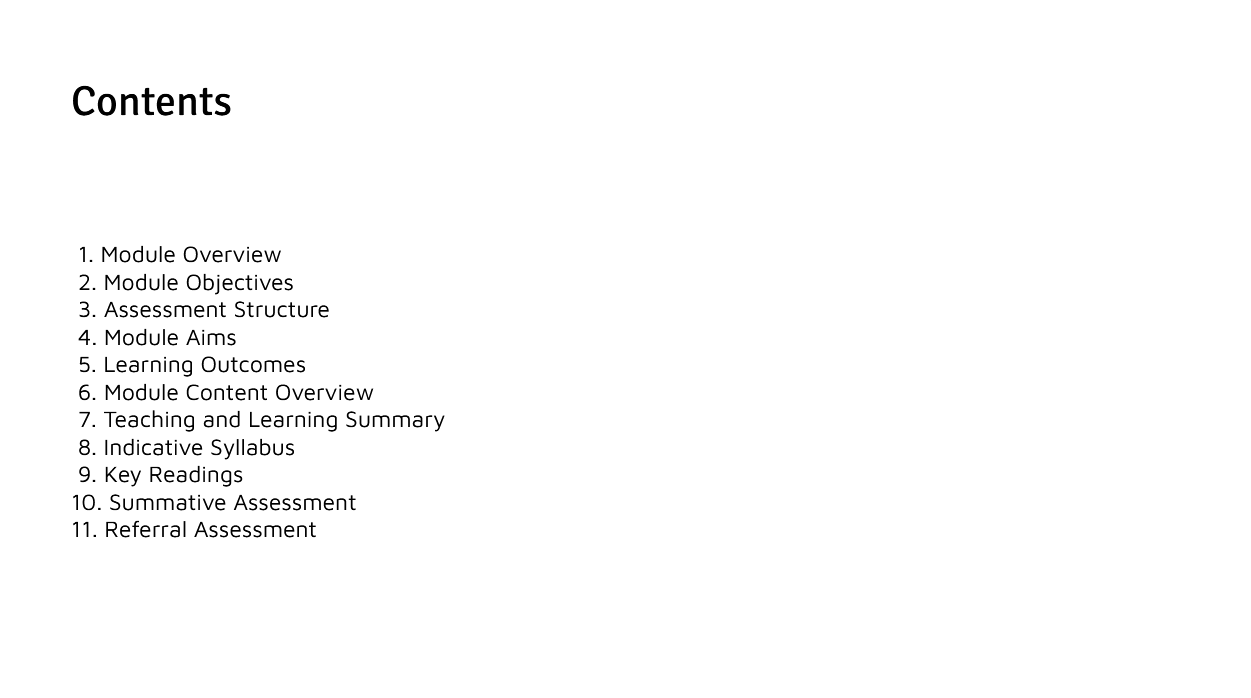 Contents
1. Module Overview
2. Module Objectives
3. Assessment Structure
4. Module Aims
5. Learning Outcomes
6. Module Content Overview
7. Teaching and Learning Summary
8. Indicative Syllabus
9. Key Readings
10. Summative Assessment
11. Referral Assessment